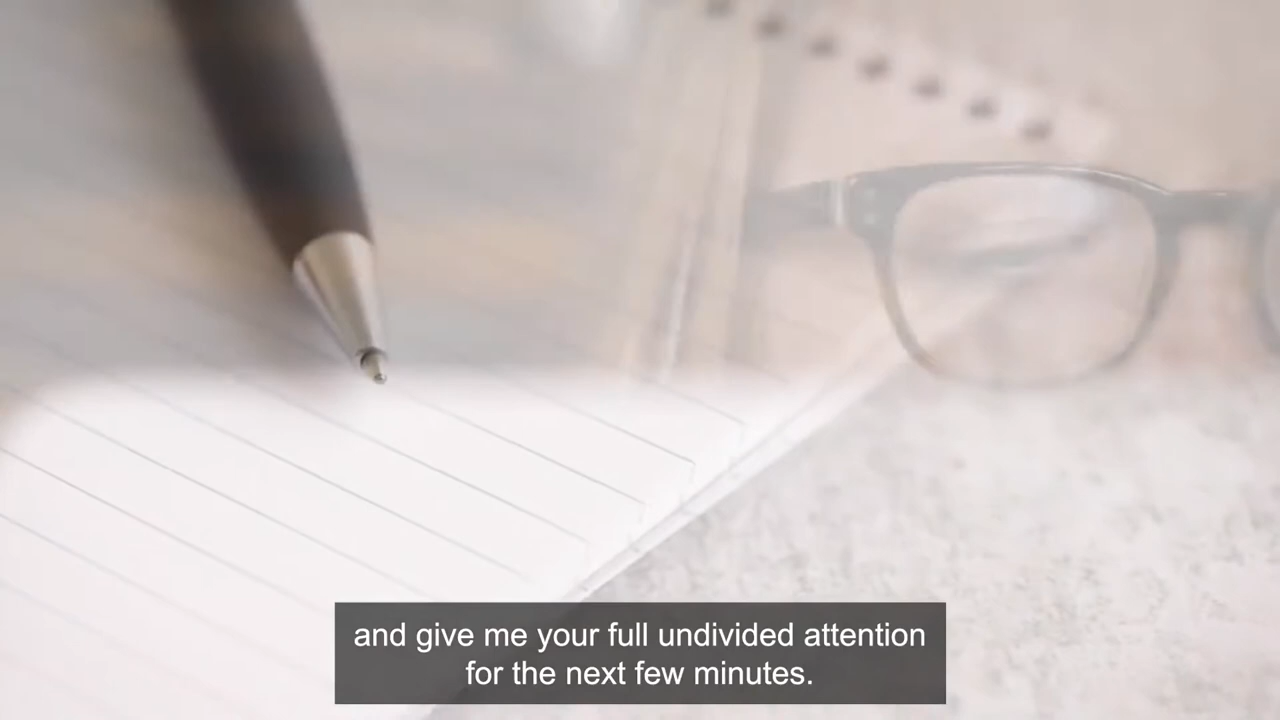 and give me your full undivided attention
for the next few minutes.